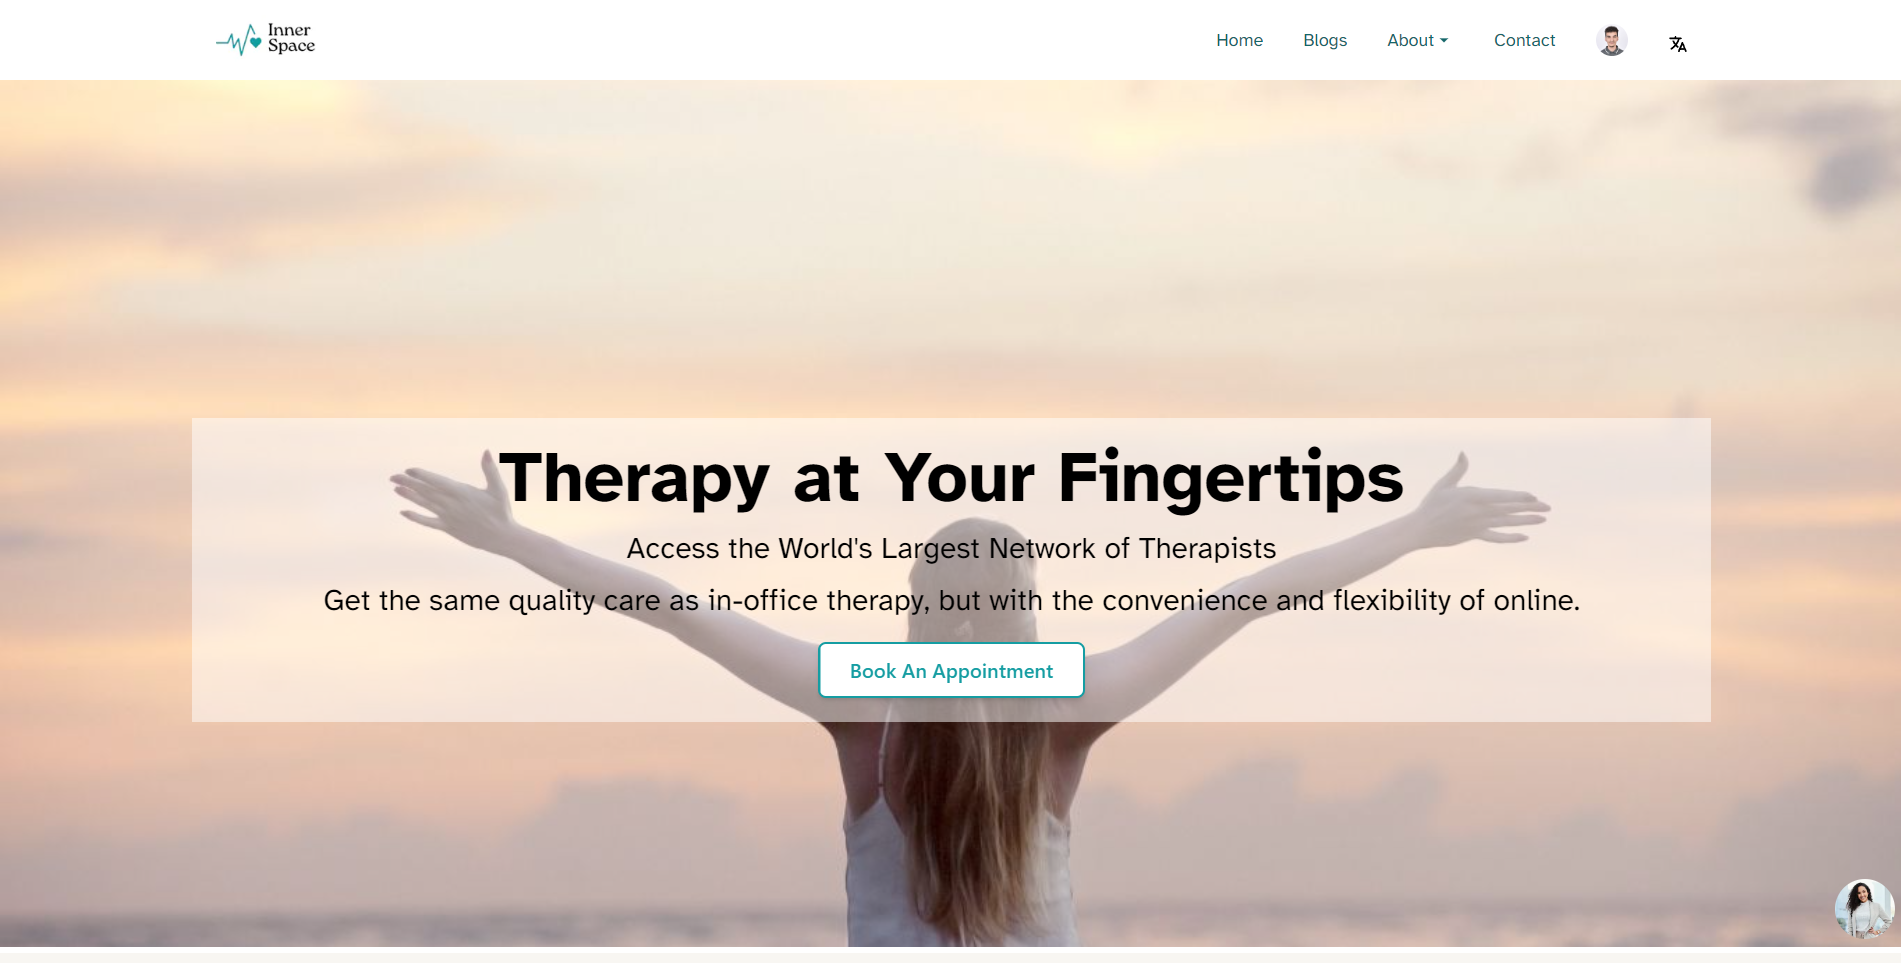 Inner
Space
Home
Blogs
About
Contact
Therapy at Your Fingertips
Access the World's Largest Network of Therapists
Get the same quality care as in-office therapy, but with the convenience and flexibility of online.
Book An Appointment